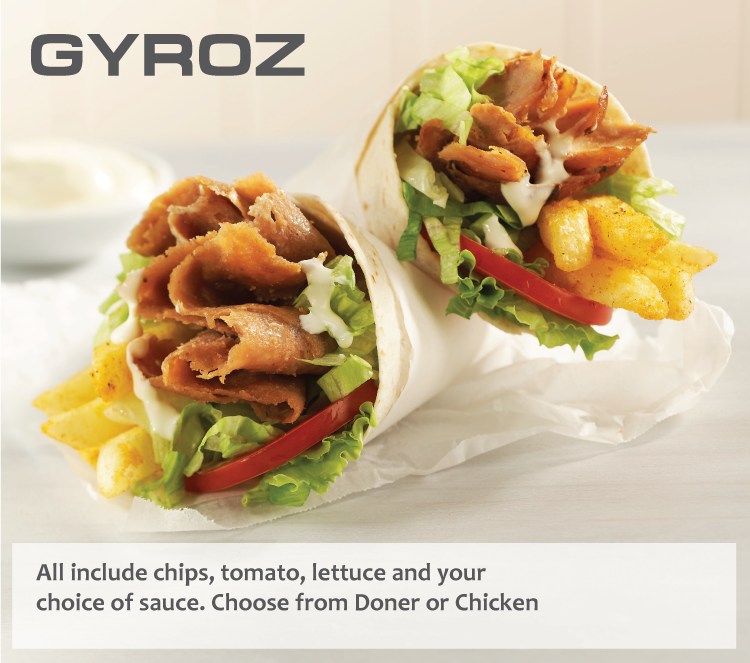 GYROZ
All include chips, tomato, lettuce and your
choice of sauce. Choose from Doner or Chicken